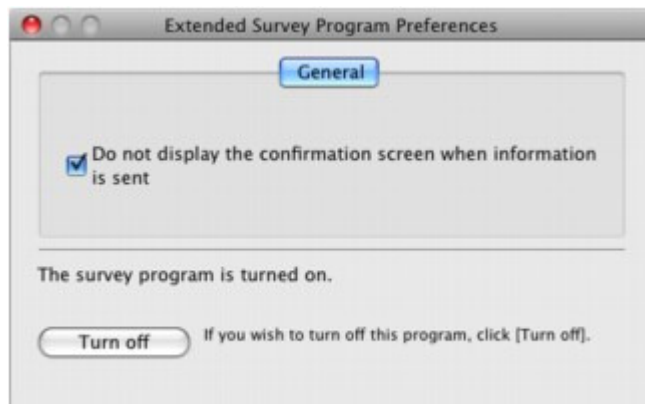 Extended Survey Program Preferences
General
Do not display the confirmation screen when information
is sent
The survey program is turned on.
Turn off
If you wish to turn off this program, click [Turn off].